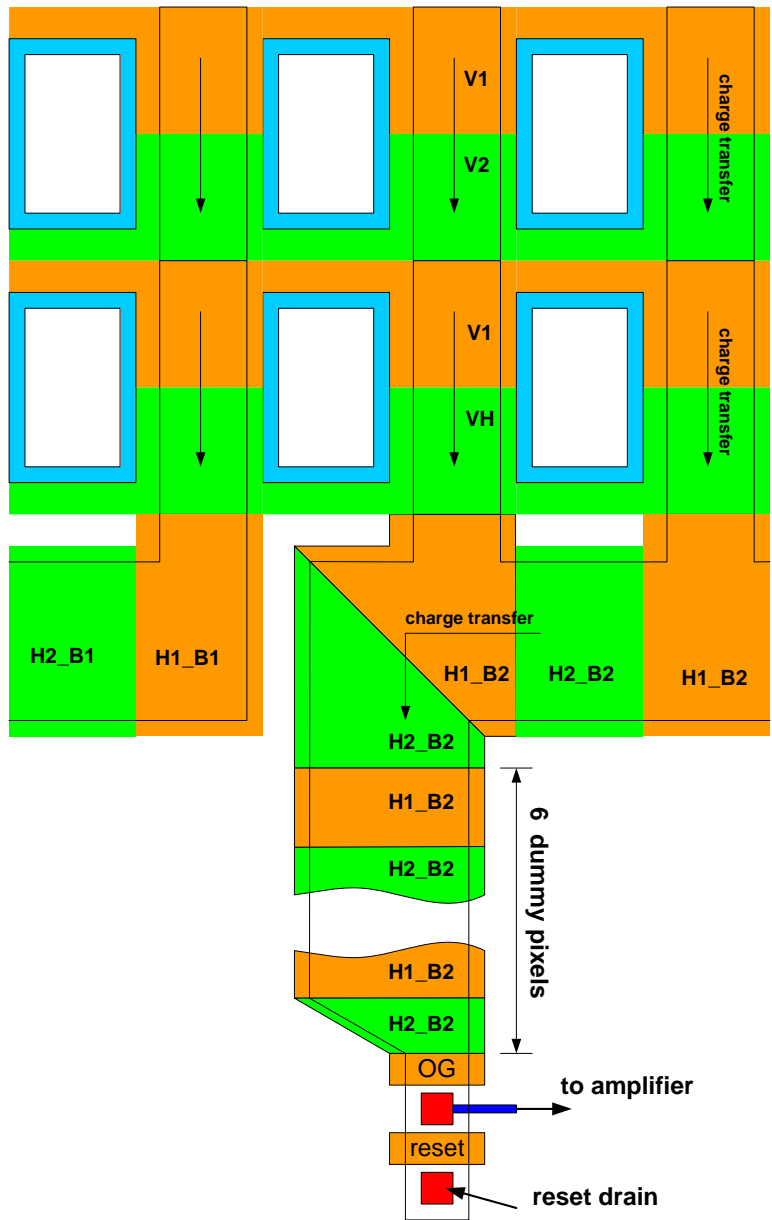 V1
charge transfer
V2
V1
charge transfer
VH
charge transfer
H2_B1
H1_B1
H1_B2
H2_B2
H1_B2
H2_B2
H1_B2
6 dummy pixels
H2_B2
H1_B2
H2_B2
OG
to amplifier
reset
reset drain